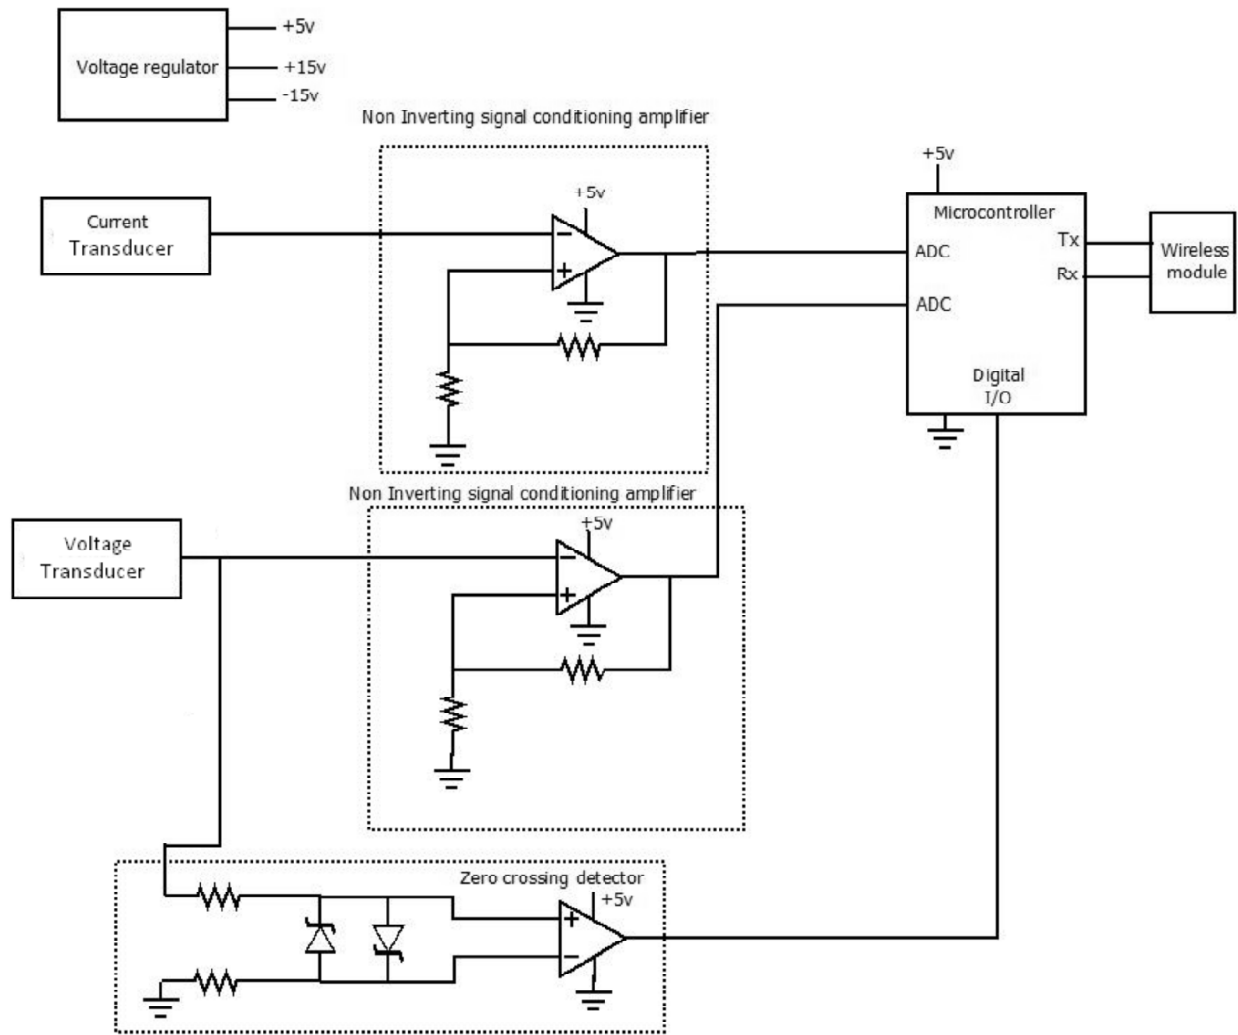 +5v
Voltage regulator
+15v
-15v
Non Inverting signal conditioning amplifier
+5v
Current
Transducer
+5v
−
+
Microcontroller
ADC
ADC
Tx
Rx
Digital
I/O
Wireless
module
Non Inverting signal conditioning amplifier
+5v
Voltage
Transducer
−
+
Zero crossing detector
+5v
+
−